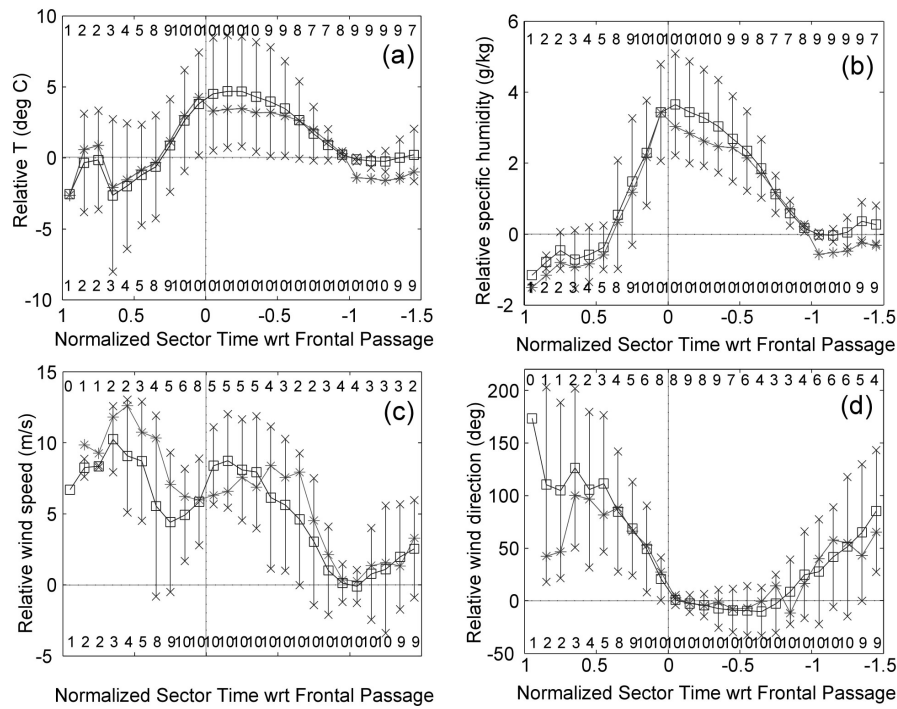 1 2 2 3 4 5 8 9 10 10 10 10 10 9 9 8 7 7 8 9 9 9 9 7
(a)
Relative T (deg C)
10
5
0
-5
-10
1 2 2 3 4 5 8 9 10 10 10 10 10 10 10 10 10 10 10 10 10 10 9 9
1 0.5 0 -0.5 -1 -1.5
Normalized Sector Time wrt Frontal Passage
1 2 2 3 4 5 8 9 10 10 10 10 10 9 9 8 7 7 8 9 9 9 9 7
(b)
Relative specific humidity (g/kg)
6
4
2
0
-2
1 2 2 3 4 5 8 9 10 10 10 10 10 10 10 10 10 10 10 10 10 10 9 9
1 0.5 0 -0.5 -1 -1.5
Normalized Sector Time wrt Frontal Passage
0 1 1 2 2 3 4 5 6 8 5 5 5 4 3 2 2 3 4 4 3 3 3 2
(c)
Relative wind speed (m/s)
15
10
5
0
-5
1 2 2 3 4 5 8 9 10 10 10 10 10 10 10 10 10 10 10 10 10 10 9 9
Normalized Sector Time wrt Frontal Passage
0 1 1 2 2 3 4 5 6 8 8 9 8 9 7 6 4 3 4 6 6 6 5 4
(d)
Relative wind direction (deg)
200
150
100
50
0
-50
1 2 2 3 4 5 8 9 10 10 10 10 10 10 10 10 10 10 10 10 10 10 9 9
1 0.5 0 -0.5 -1 -1.5
Normalized Sector Time wrt Frontal Passage